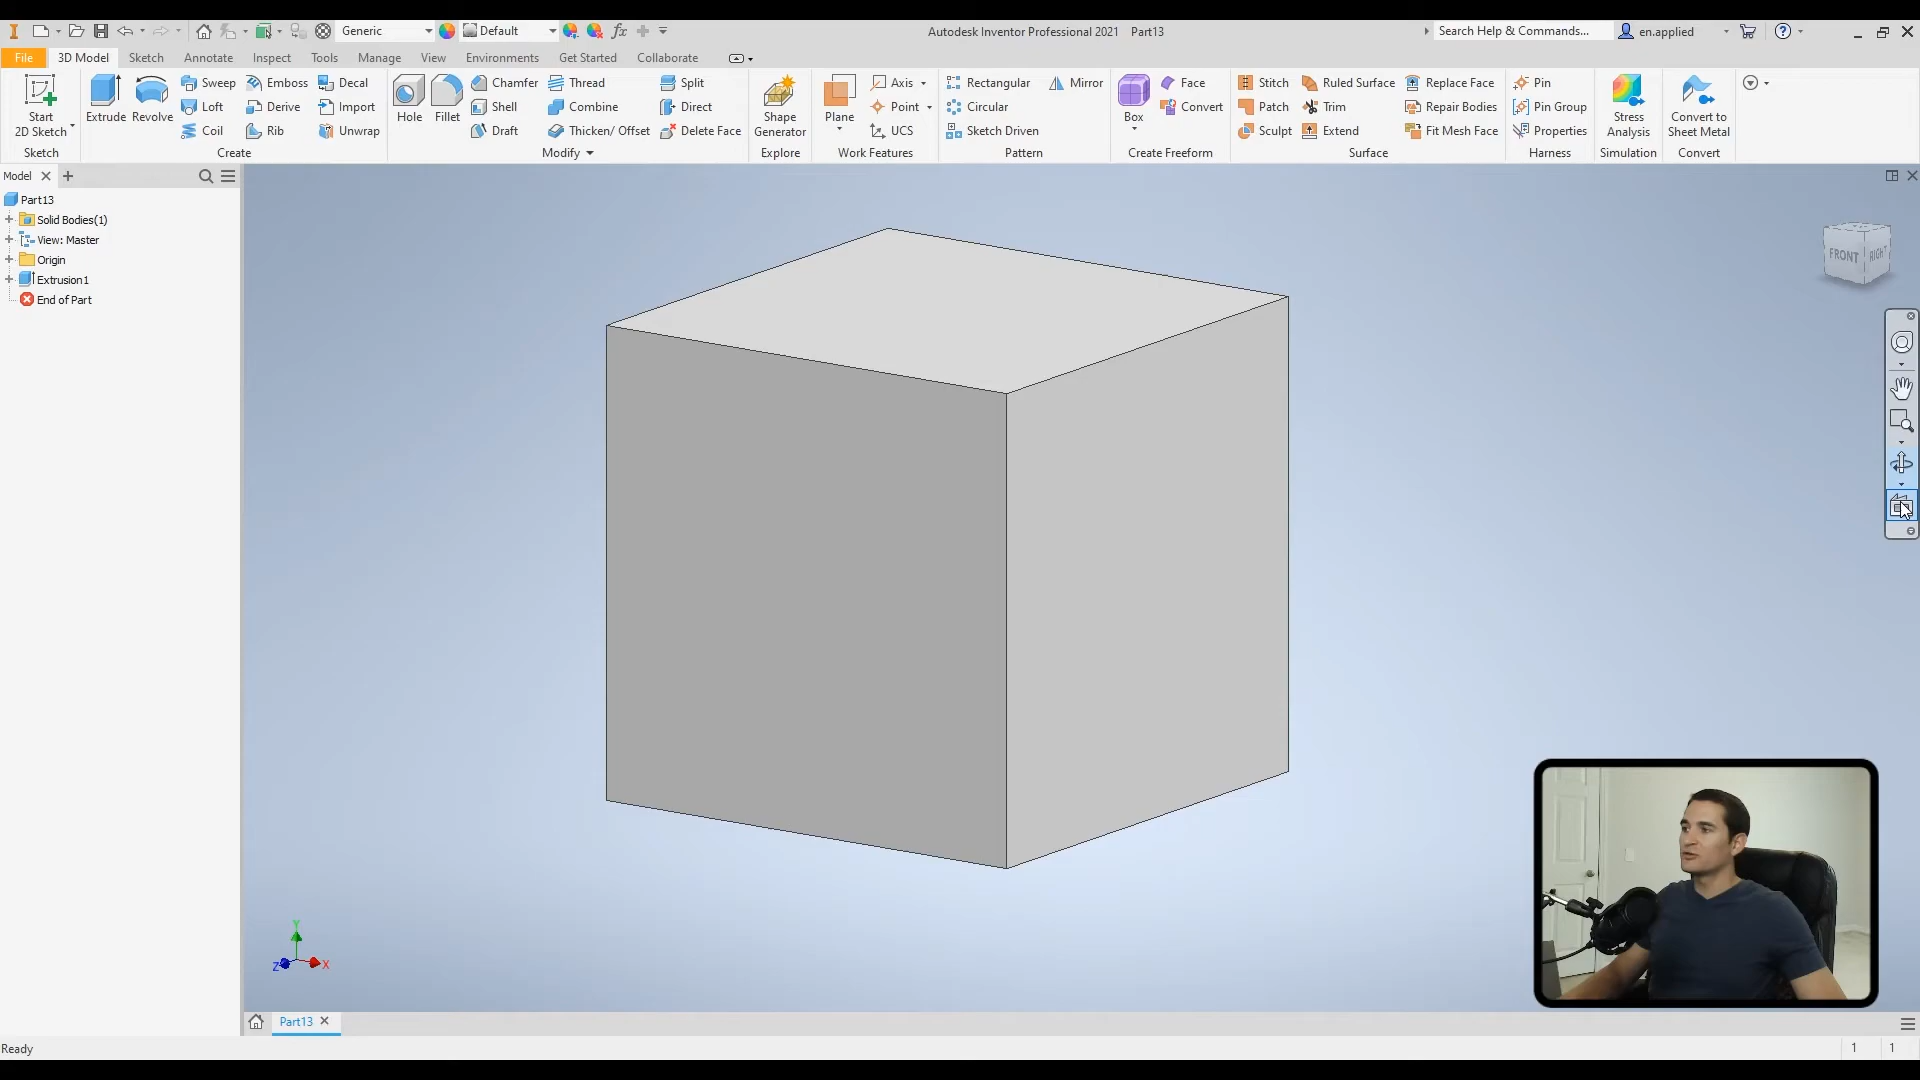 Generic
Default
fx
Autodesk Inventor Professional 2021 Part13
Search Help & Commands...
en.applied
File
3D Model
Sketch
Annotate
Inspect
Tools
Manage
View
Environments
Get Started
Collaborate
Start
2D Sketch
Sketch
Extrude
Revolve
Sweep
Loft
Coil
Emboss
Derive
Rib
Decal
Import
Unwrap
Create
Hole
Fillet
Chamfer
Shell
Draft
Thread
Combine
Thicken/ Offset
Split
Direct
Delete Face
Modify
Shape
Generator
Explore
Plane
Axis
Point
UCS
Work Features
Rectangular
Circular
Sketch Driven
Mirror
Pattern
Box
Face
Convert
Create Freeform
Stitch
Patch
Sculpt
Ruled Surface
Trim
Extend
Replace Face
Repair Bodies
Fit Mesh Face
Surface
Pin
Pin Group
Properties
Harness
Stress
Analysis
Simulation
Convert to
Sheet Metal
Convert
Model
Part13
Solid Bodies(1)
View: Master
Origin
Extrusion1
End of Part
FRONT
RIGHT
Y
Z
X
Part13
Ready
1 1